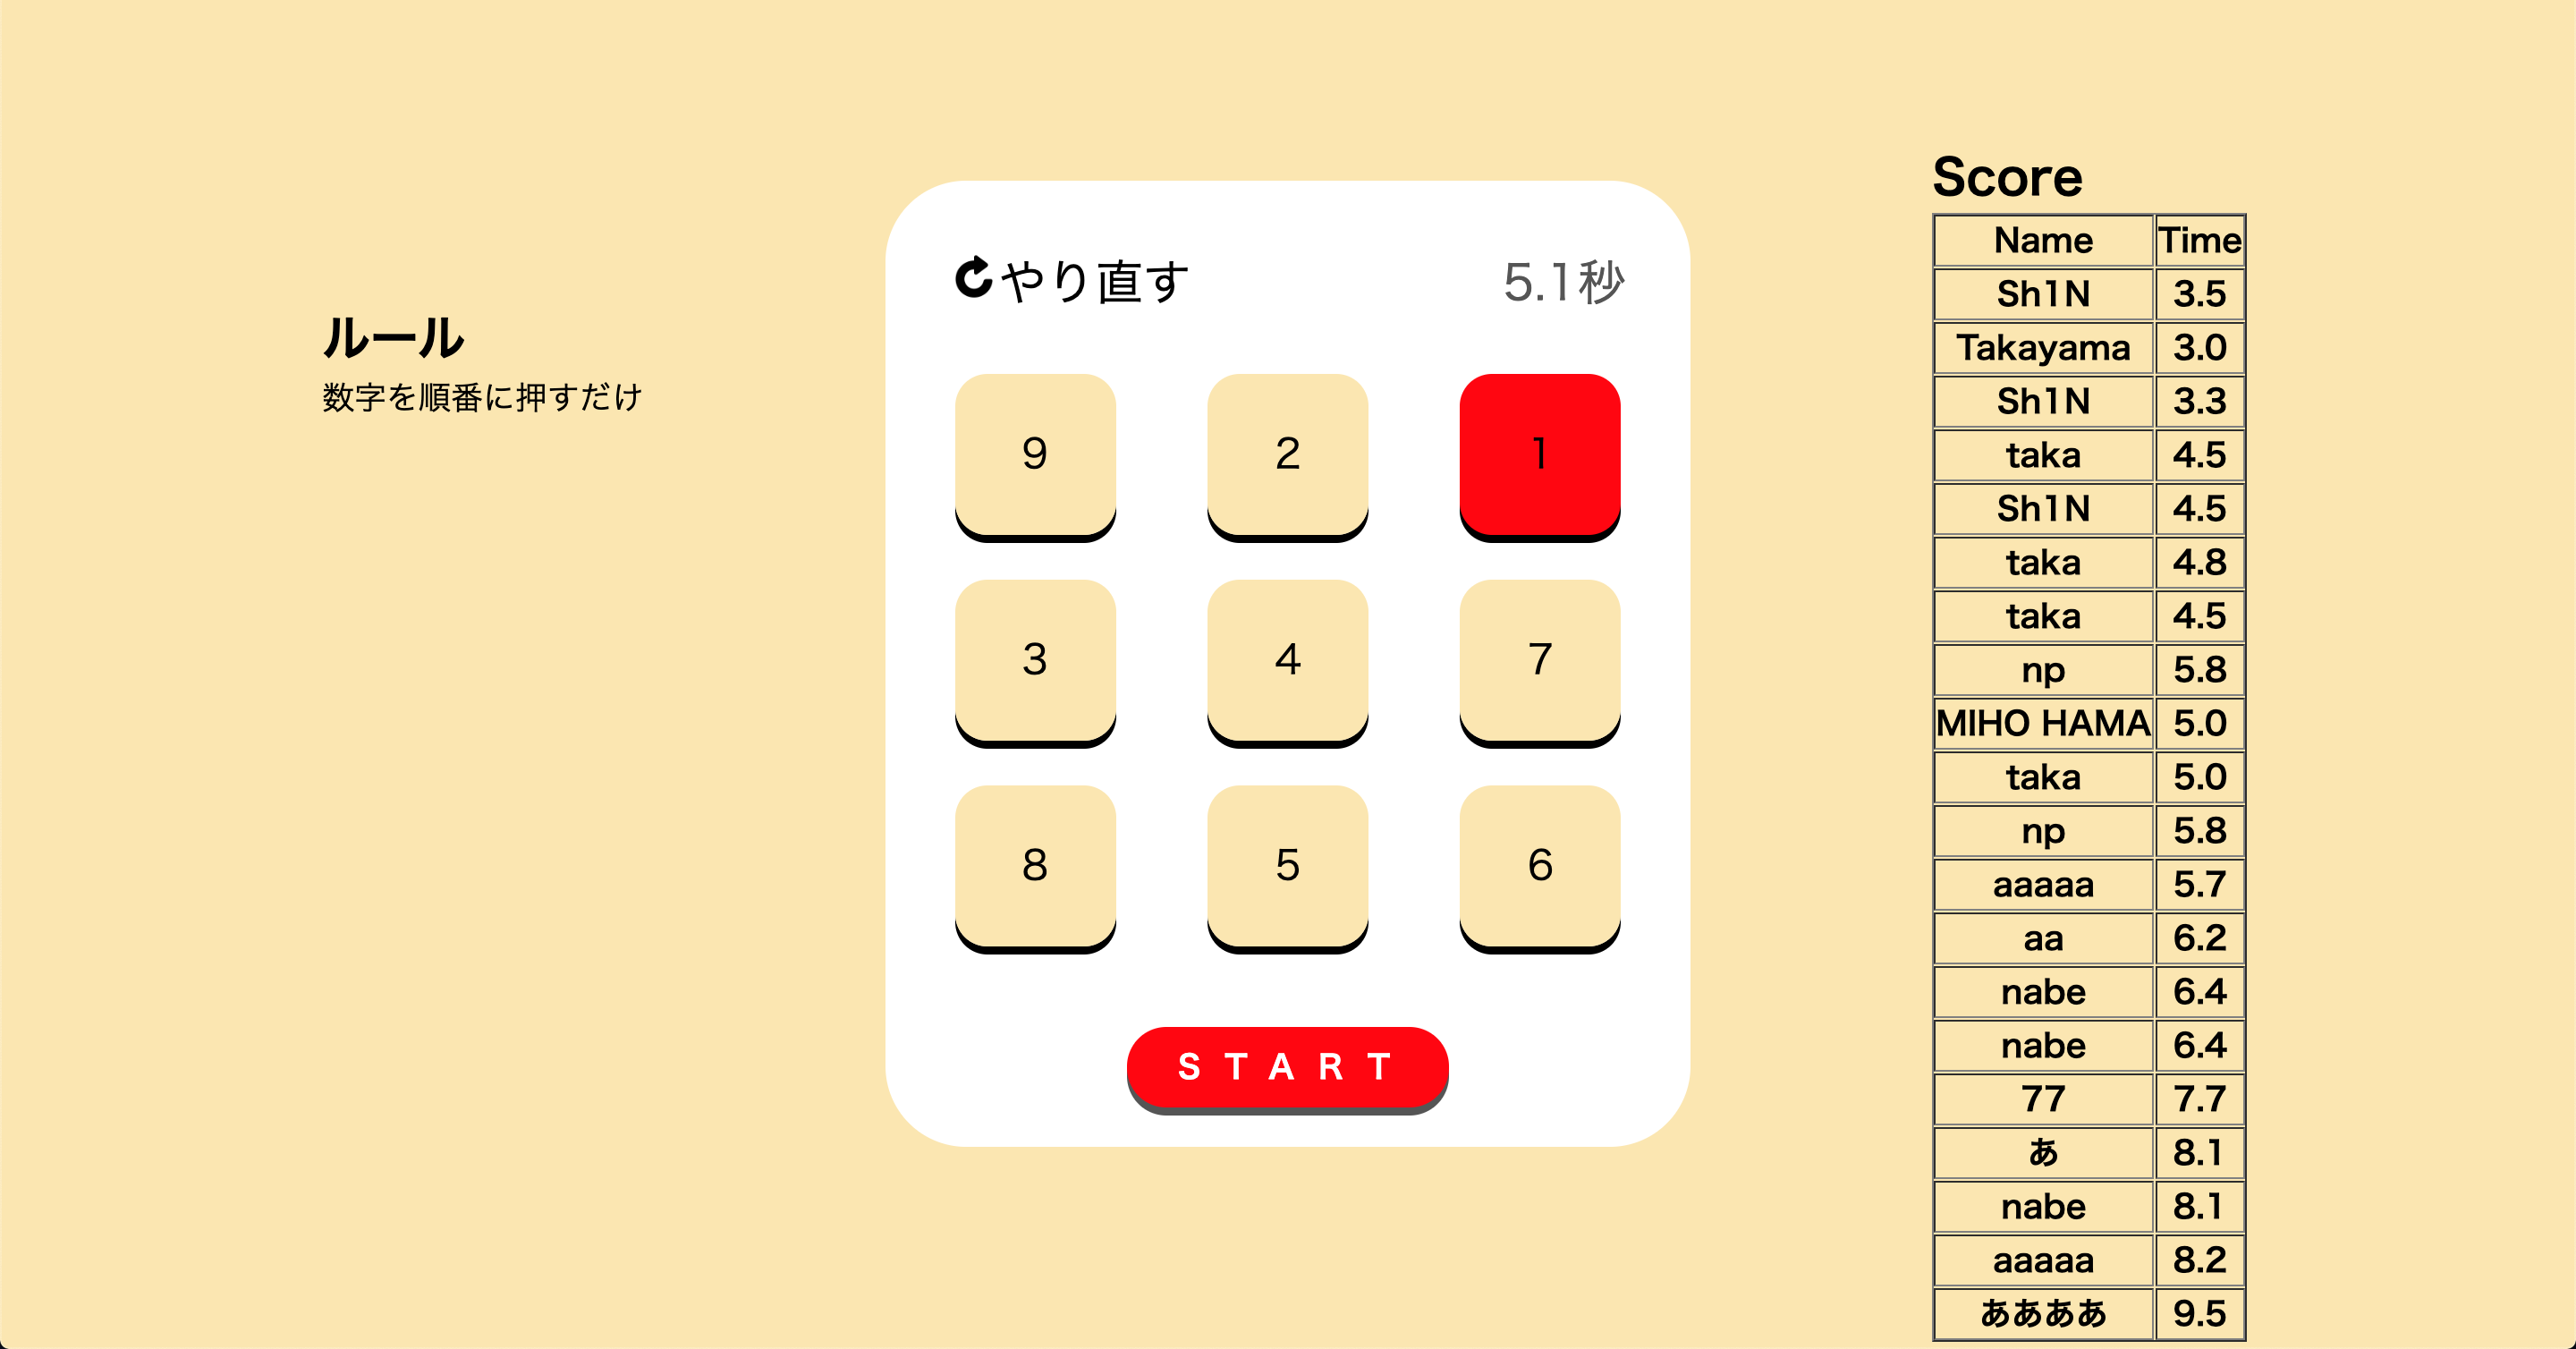 ルール
数字を順番に押すだけ
やり直す 5.1秒
9 2 1
3 4 7
8 5 6
START
Score
Name Time
Sh1N 3.5
Takayama 3.0
Sh1N 3.3
taka 4.5
Sh1N 4.5
taka 4.8
taka 4.5
np 5.8
MIHO HAMA 5.0
taka 5.0
np 5.8
aaaaa 5.7
aa 6.2
nabe 6.4
nabe 6.4
77 7.7
あ 8.1
nabe 8.1
aaaaa 8.2
ああああ 9.5